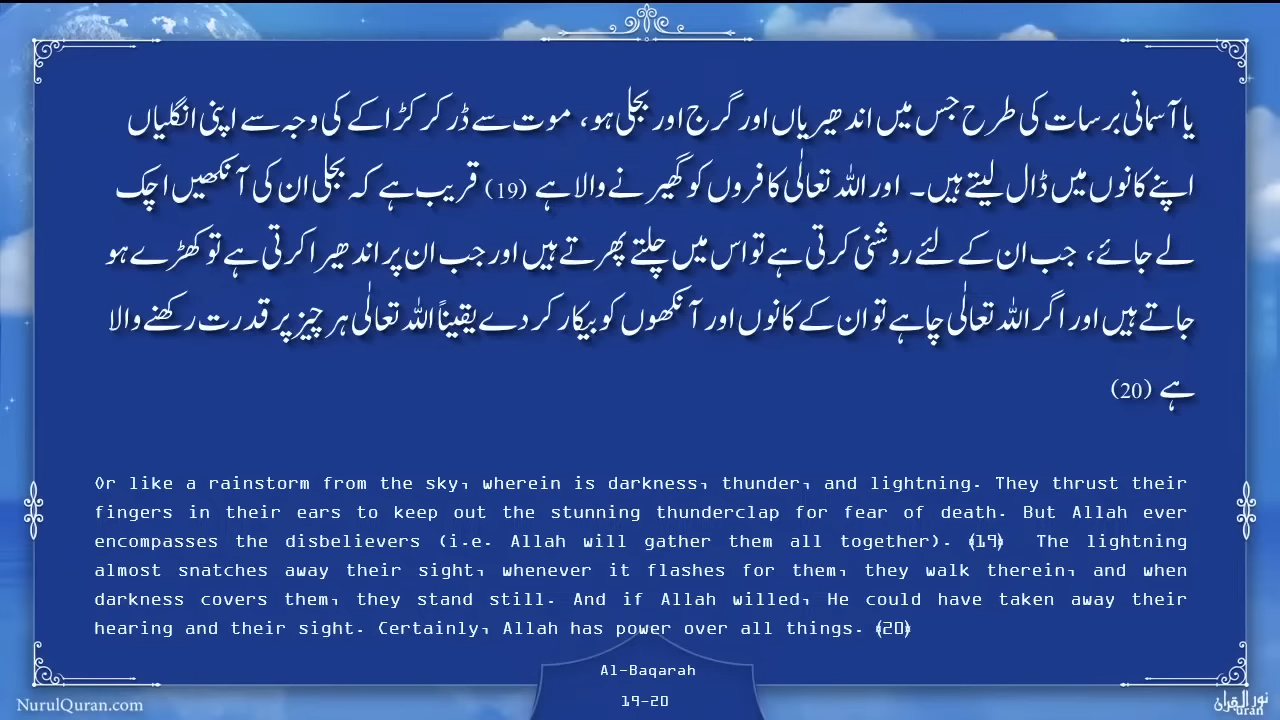 یا آسمانی برسات کی طرح جس میں اندھیریاں اور گرج اور بجلی ہو، موت سے ڈر کر کڑاکے کی وجہ سے اپنی انگلیاں
اپنے کانوں میں ڈال لیتے ہیں۔ اور اللہ تعالٰی کافروں کو گھیرنے والا ہے (19) قریب ہے کہ بجلی ان کی آنکھیں اچک
لے جائے، جب ان کے لئے روشنی کرتی ہے تو اس میں چلتے پھرتے ہیں اور جب ان پر اندھیرا کرتی ہے تو کھڑے ہو
جاتے ہیں اور اگر اللہ تعالٰی چاہے تو ان کے کانوں اور آنکھوں کو بیکار کر دے یقیناً اللہ تعالٰی ہر چیز پر قدرت رکھنے والا
ہے (20)
Or like a rainstorm from the sky, wherein is darkness, thunder, and lightning. They thrust their
fingers in their ears to keep out the stunning thunderclap for fear of death. But Allah ever
encompasses the disbelievers (i.e. Allah will gather them all together). (19) The lightning
almost snatches away their sight, whenever it flashes for them, they walk therein, and when
darkness covers them, they stand still. And if Allah willed, He could have taken away their
hearing and their sight. Certainly, Allah has power over all things. (20)
Al-Baqarah
19-20
NurulQuran.com
نور القرآن
uran